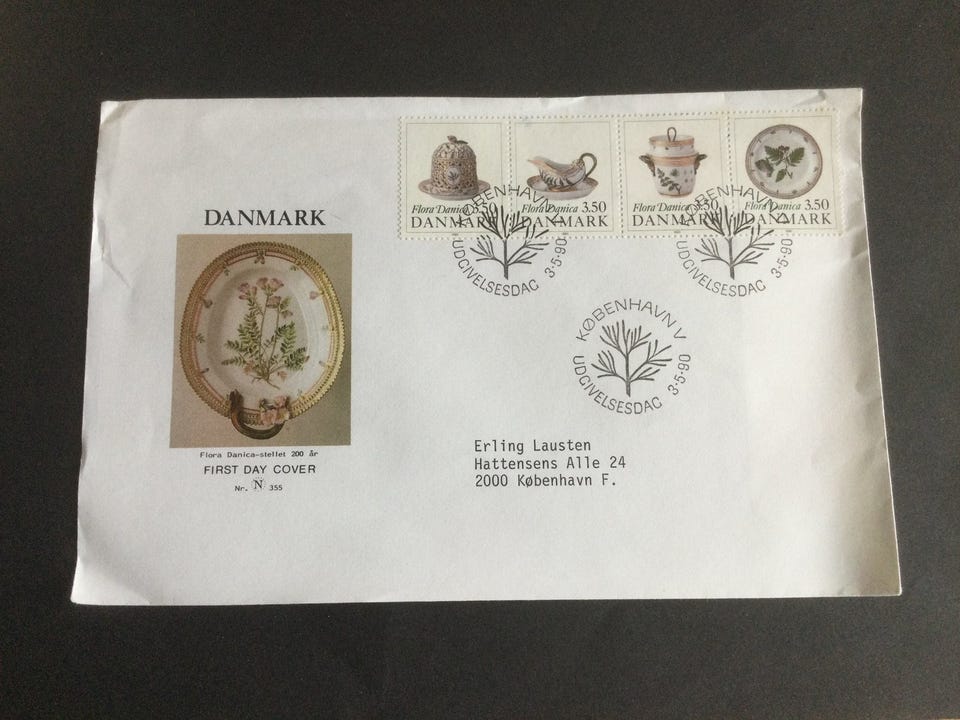 Flora Danica 3.50
DANMARK
Flora Danica 3.50
DANMARK
Flora Danica 3.50
DANMARK
Flora Danica 3.50
DANMARK
KØBENHAVN V
UDGIVELSESDAG 3·5·90
KØBENHAVN V
UDGIVELSESDAG 3·5·90
KØBENHAVN V
UDGIVELSESDAG 3·5·90
DANMARK
Flora Danica-stellet 200 år
FIRST DAY COVER
Nr. N 355
Erling Lausten
Hattensens Alle 24
2000 København F.